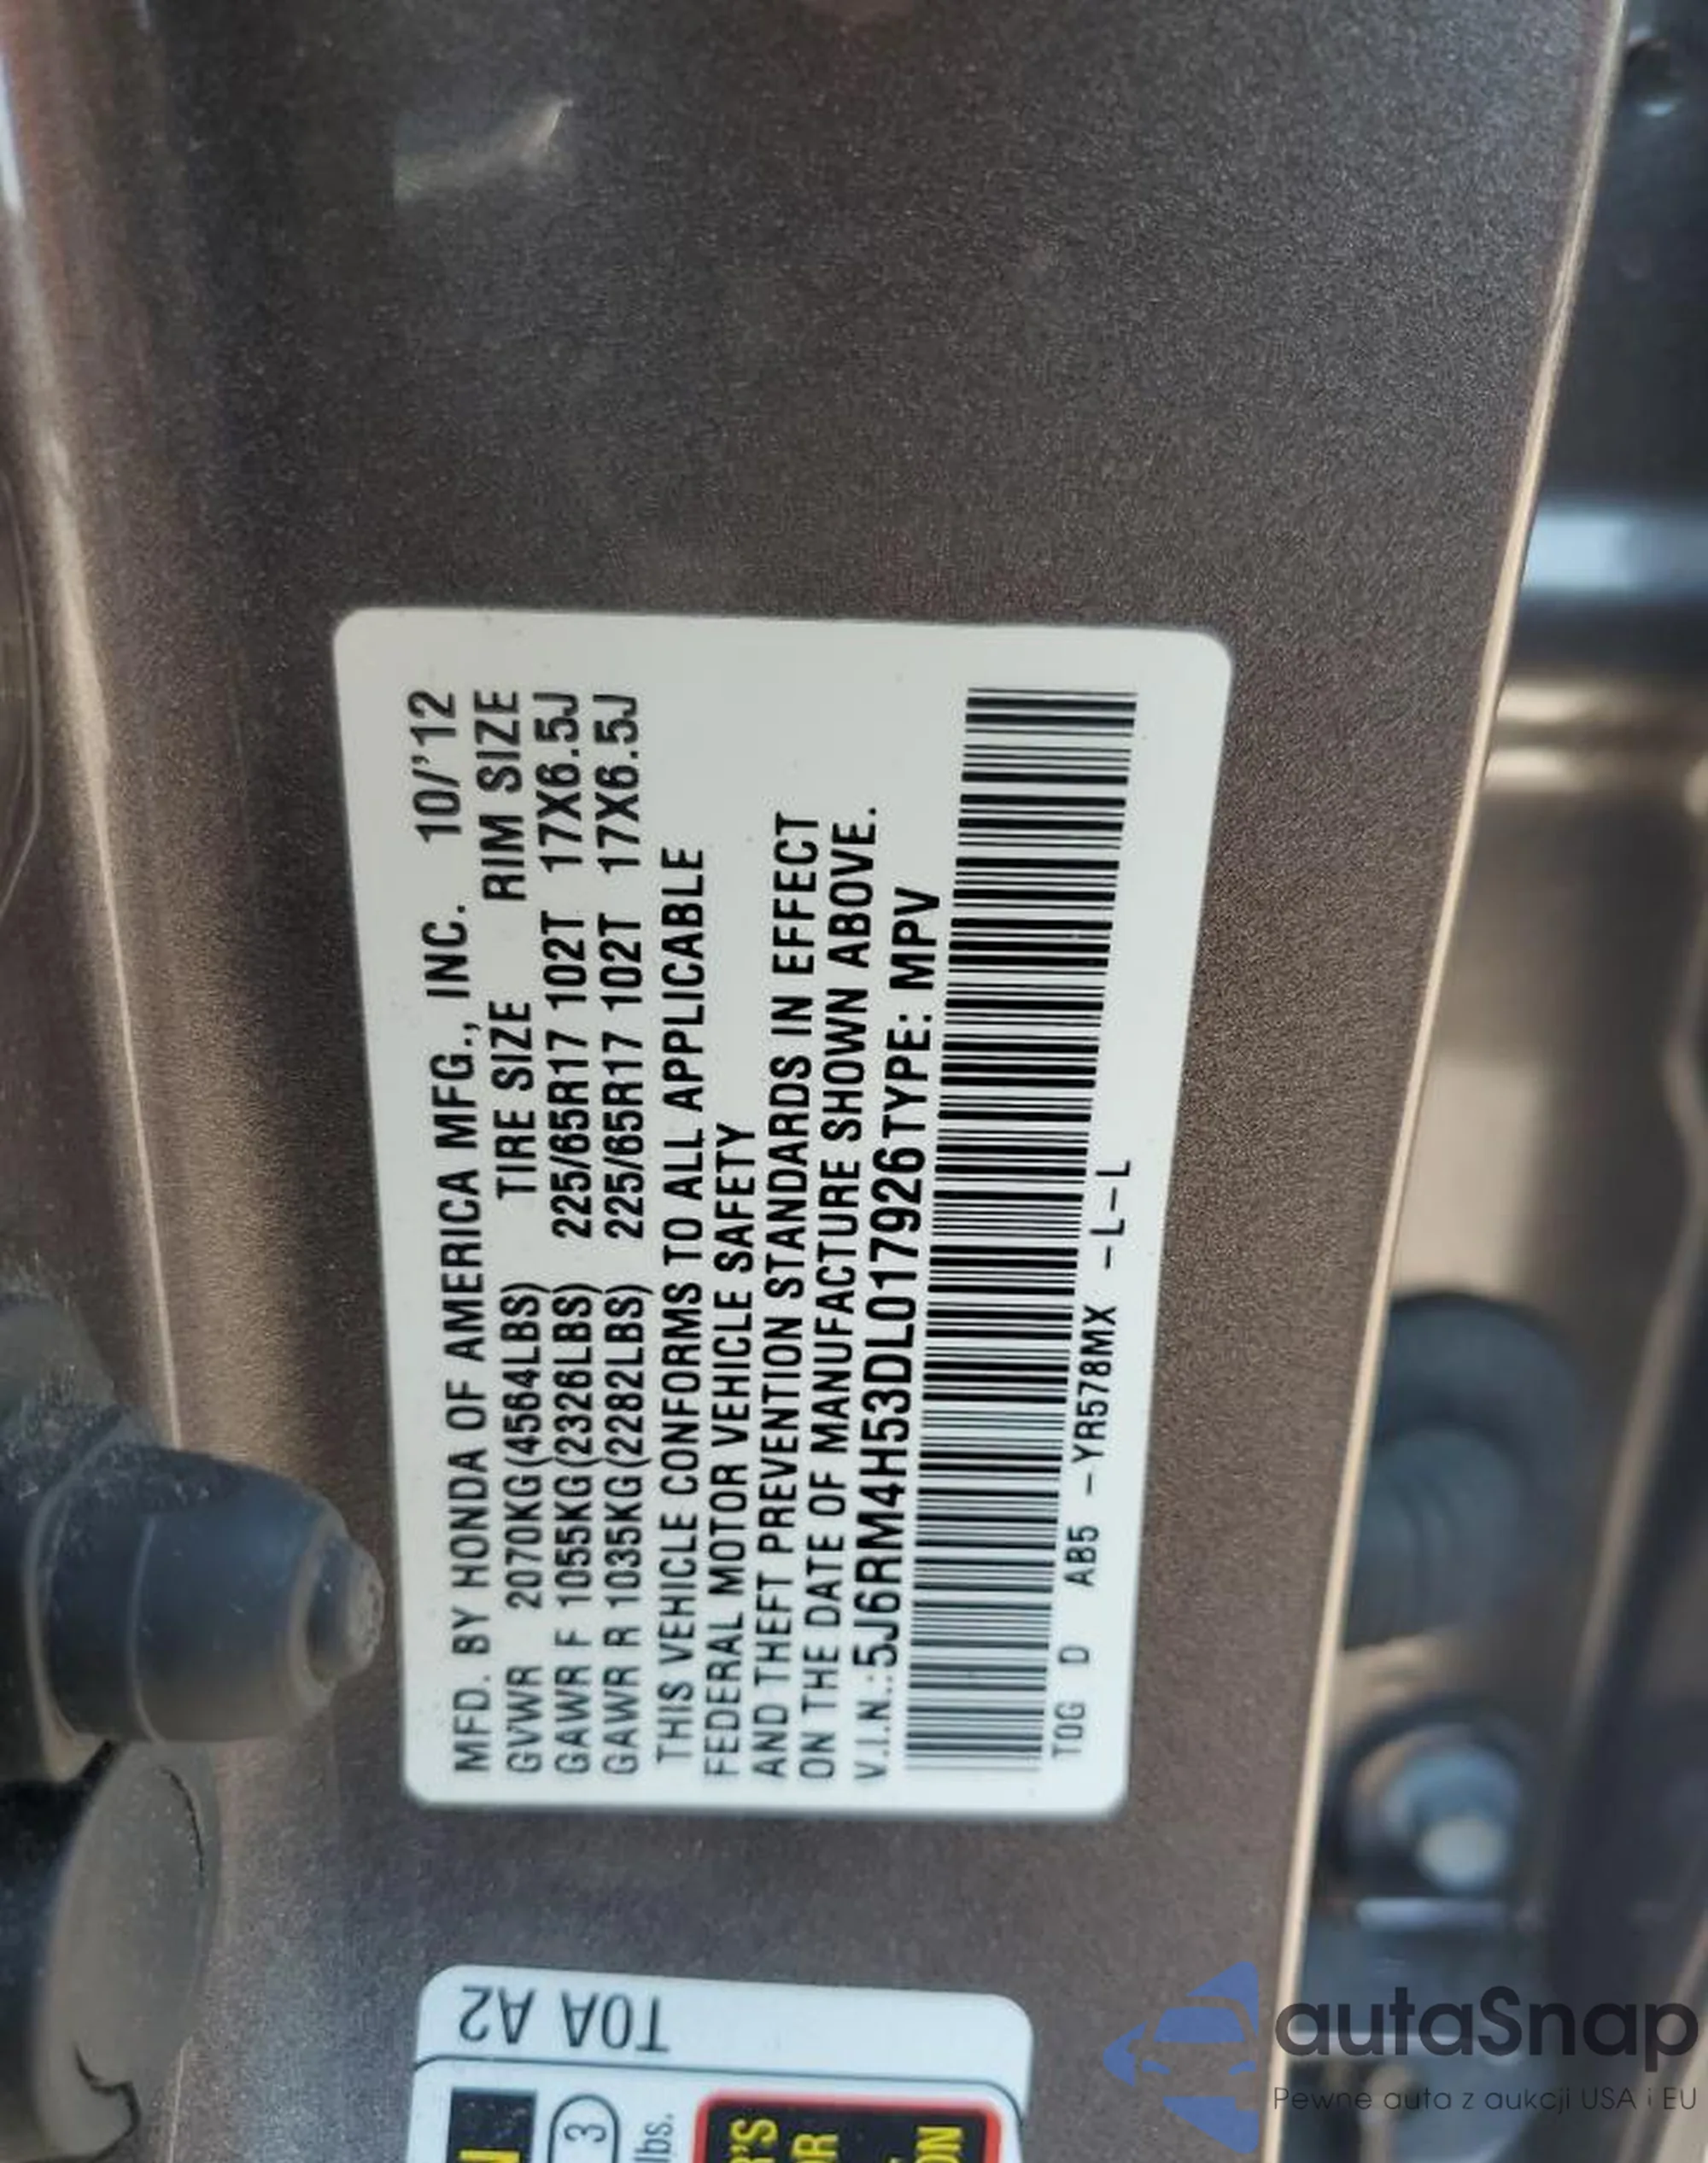 MFD. BY HONDA OF AMERICA MFG., INC. 10/'12
TIRE SIZE RIM SIZE
GVWR 2070KG(4564LBS)
GAWR F 1055KG(2326LBS) 225/65R17 102T 17X6.5J
GAWR R 1035KG(2282LBS) 225/65R17 102T 17X6.5J
THIS VEHICLE CONFORMS TO ALL APPLICABLE
FEDERAL MOTOR VEHICLE SAFETY
AND THEFT PREVENTION STANDARDS IN EFFECT
ON THE DATE OF MANUFACTURE SHOWN ABOVE.
V.I.N.:5J6RM4H53DL017926TYPE: MPV
TOG D AB5 -YR578MX -L-L
T0A A2
3
lbs.
autaSnap
Pewne auta z aukcji USA i EU